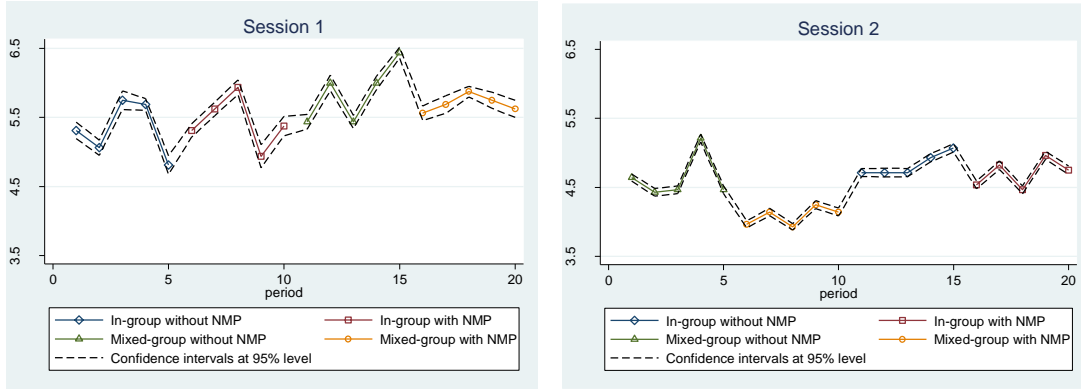 Session 1
6.5
5.5
4.5
3.5
0 5 10 15 20
period
In-group without NMP In-group with NMP
Mixed-group without NMP Mixed-group with NMP
Confidence intervals at 95% level
Session 2
6.5
5.5
4.5
3.5
0 5 10 15 20
period
In-group without NMP In-group with NMP
Mixed-group without NMP Mixed-group with NMP
Confidence intervals at 95% level